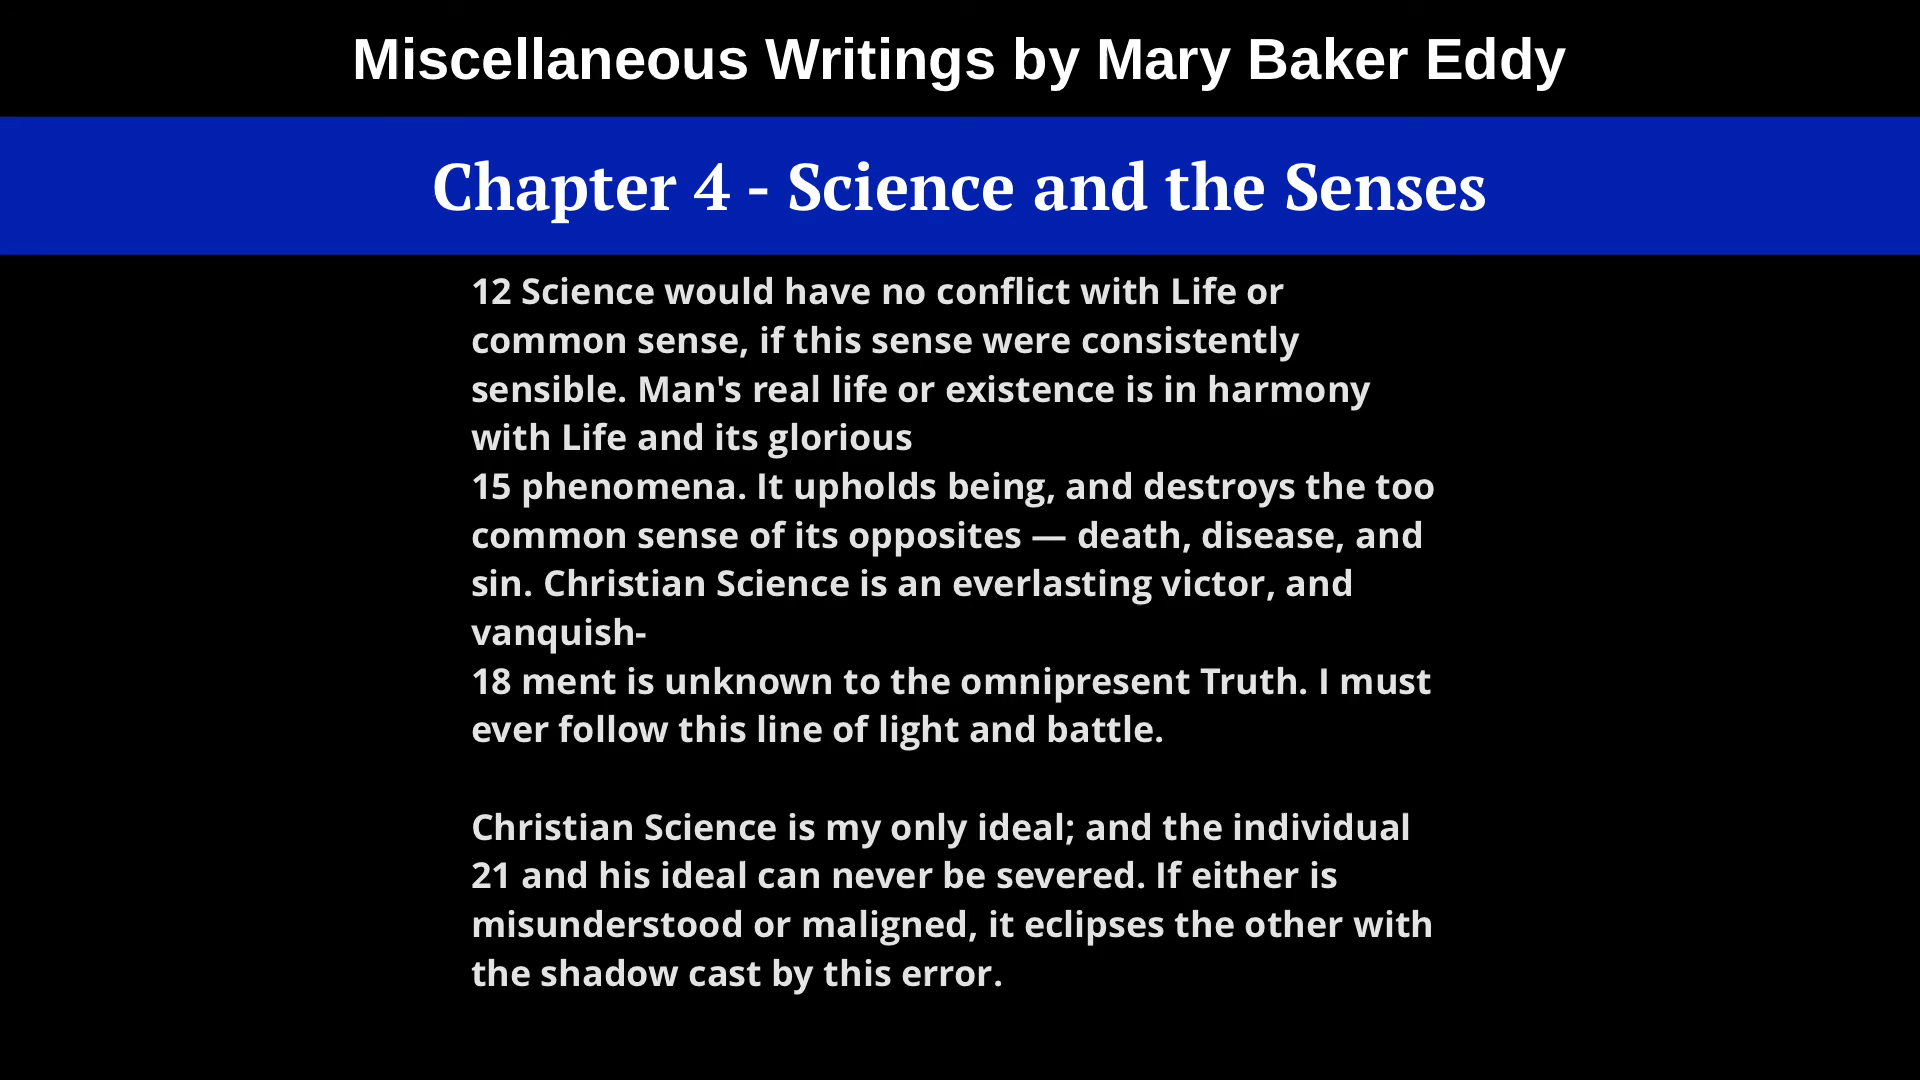 Miscellaneous Writings by Mary Baker Eddy
Chapter 4 - Science and the Senses
12 Science would have no conflict with Life or
common sense, if this sense were consistently
sensible. Man's real life or existence is in harmony
with Life and its glorious
15 phenomena. It upholds being, and destroys the too
common sense of its opposites — death, disease, and
sin. Christian Science is an everlasting victor, and
vanquish-
18 ment is unknown to the omnipresent Truth. I must
ever follow this line of light and battle.
Christian Science is my only ideal; and the individual
21 and his ideal can never be severed. If either is
misunderstood or maligned, it eclipses the other with
the shadow cast by this error.